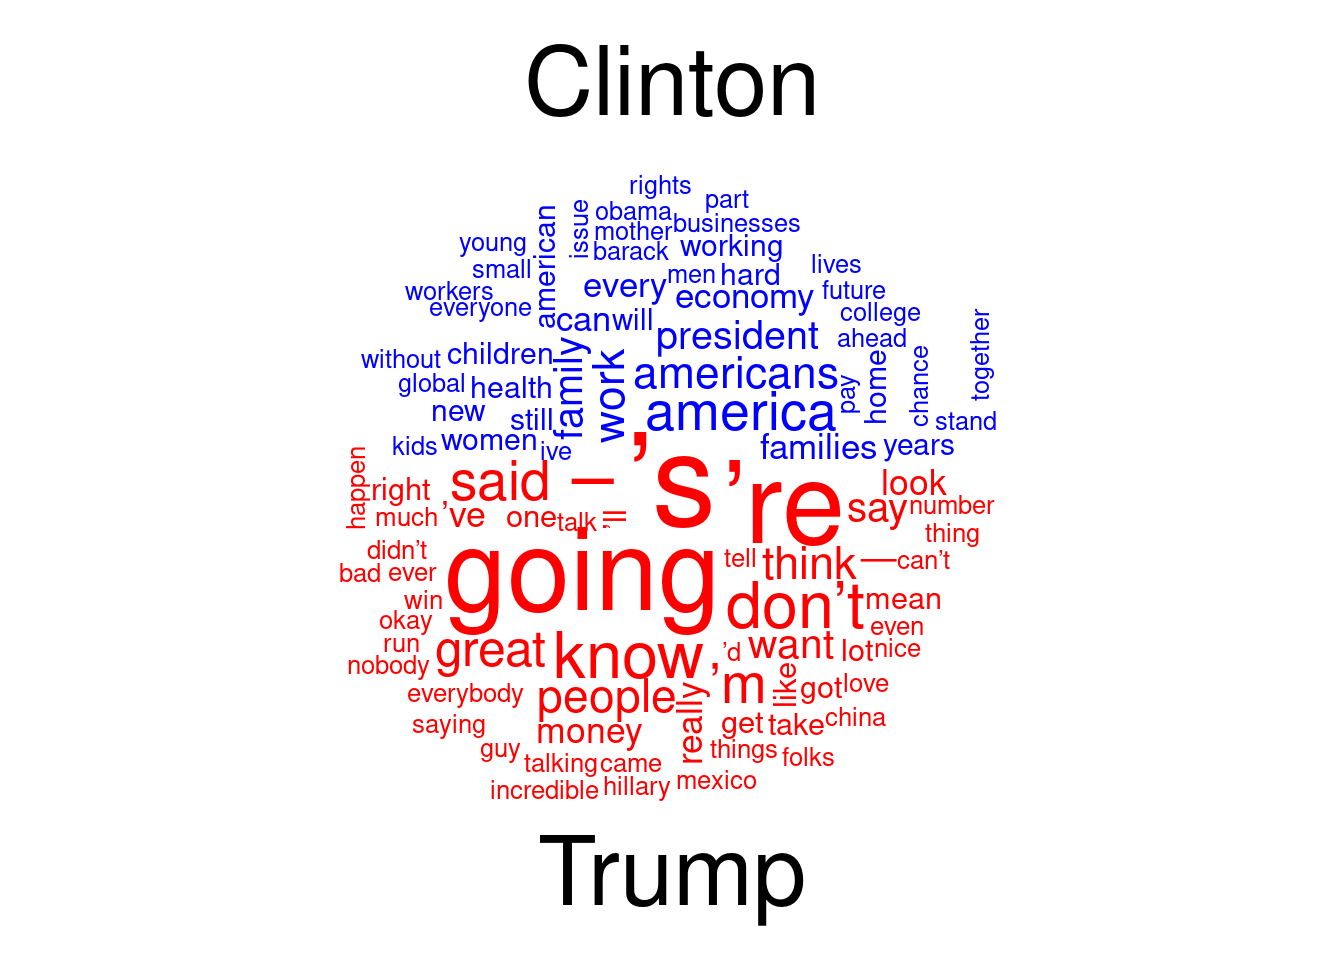 Clinton
rights
part
obama
issue
american
mother
businesses
young
barack
working
small
men
hard
lives
workers
every
economy
future
everyone
can
will
college
president
ahead
together
without
children
family
work
americans
pay
home
chance
global
health
new
still
america
stand
kids
women
ive
families
years
happen
right
,
said
–
’s
’re
look
much
’ve
one
talk
’ll
say
number
thing
didn’t
going
tell
think
—
can’t
bad
ever
win
don’t
mean
okay
even
run
great
know
,
’d
want
lot
nice
nobody
everybody
people
really
’m
like
got
love
saying
money
get
take
china
guy
talking
came
things
folks
incredible
hillary
mexico
Trump